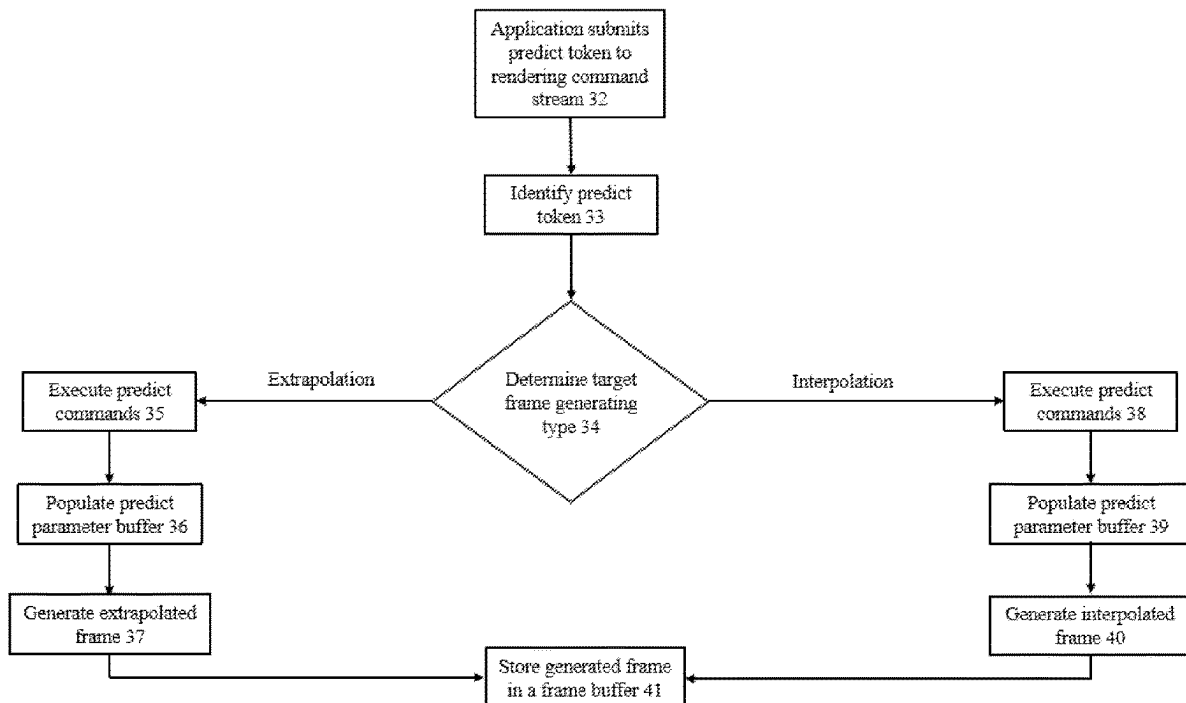 Application submits
predict token to
rendering command
stream 32
Identify predict
token 33
Extrapolation
Determine target
frame generating
type 34
Interpolation
Execute predict
commands 35
Execute predict
commands 38
Populate predict
parameter buffer 36
Populate predict
parameter buffer 39
Generate extrapolated
frame 37
Generate interpolated
frame 40
Store generated frame
in a frame buffer 41